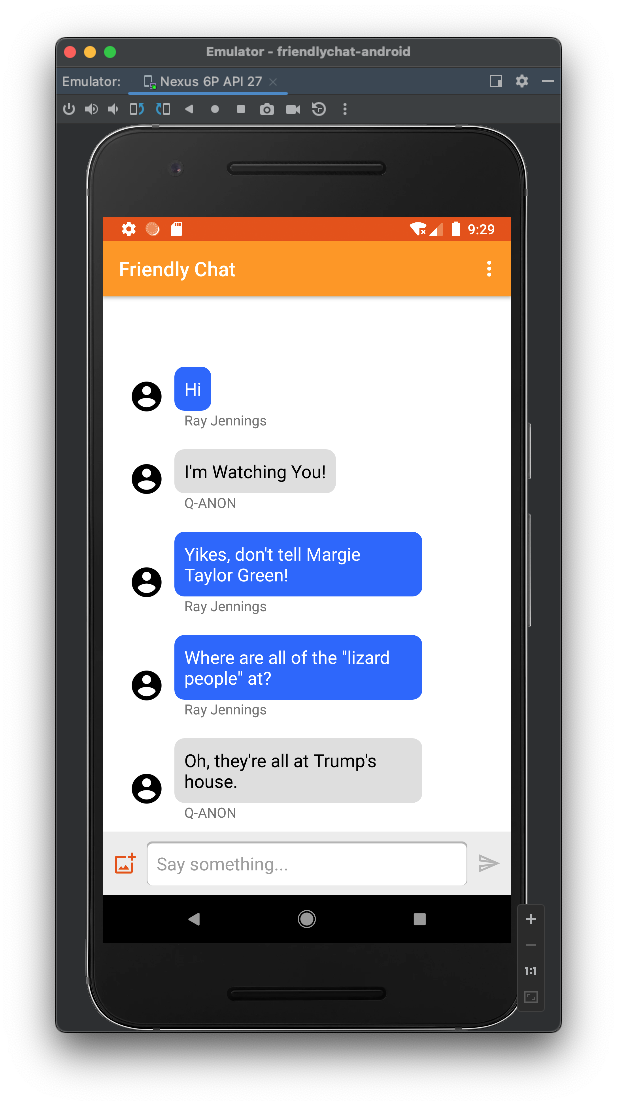 Emulator - friendlychat-android
Emulator:
Nexus 6P API 27
9:29
Friendly Chat
Hi
Ray Jennings
I'm Watching You!
Q-ANON
Yikes, don't tell Margie
Taylor Green!
Ray Jennings
Where are all of the "lizard
people" at?
Ray Jennings
Oh, they're all at Trump's
house.
Q-ANON
Say something...
1:1